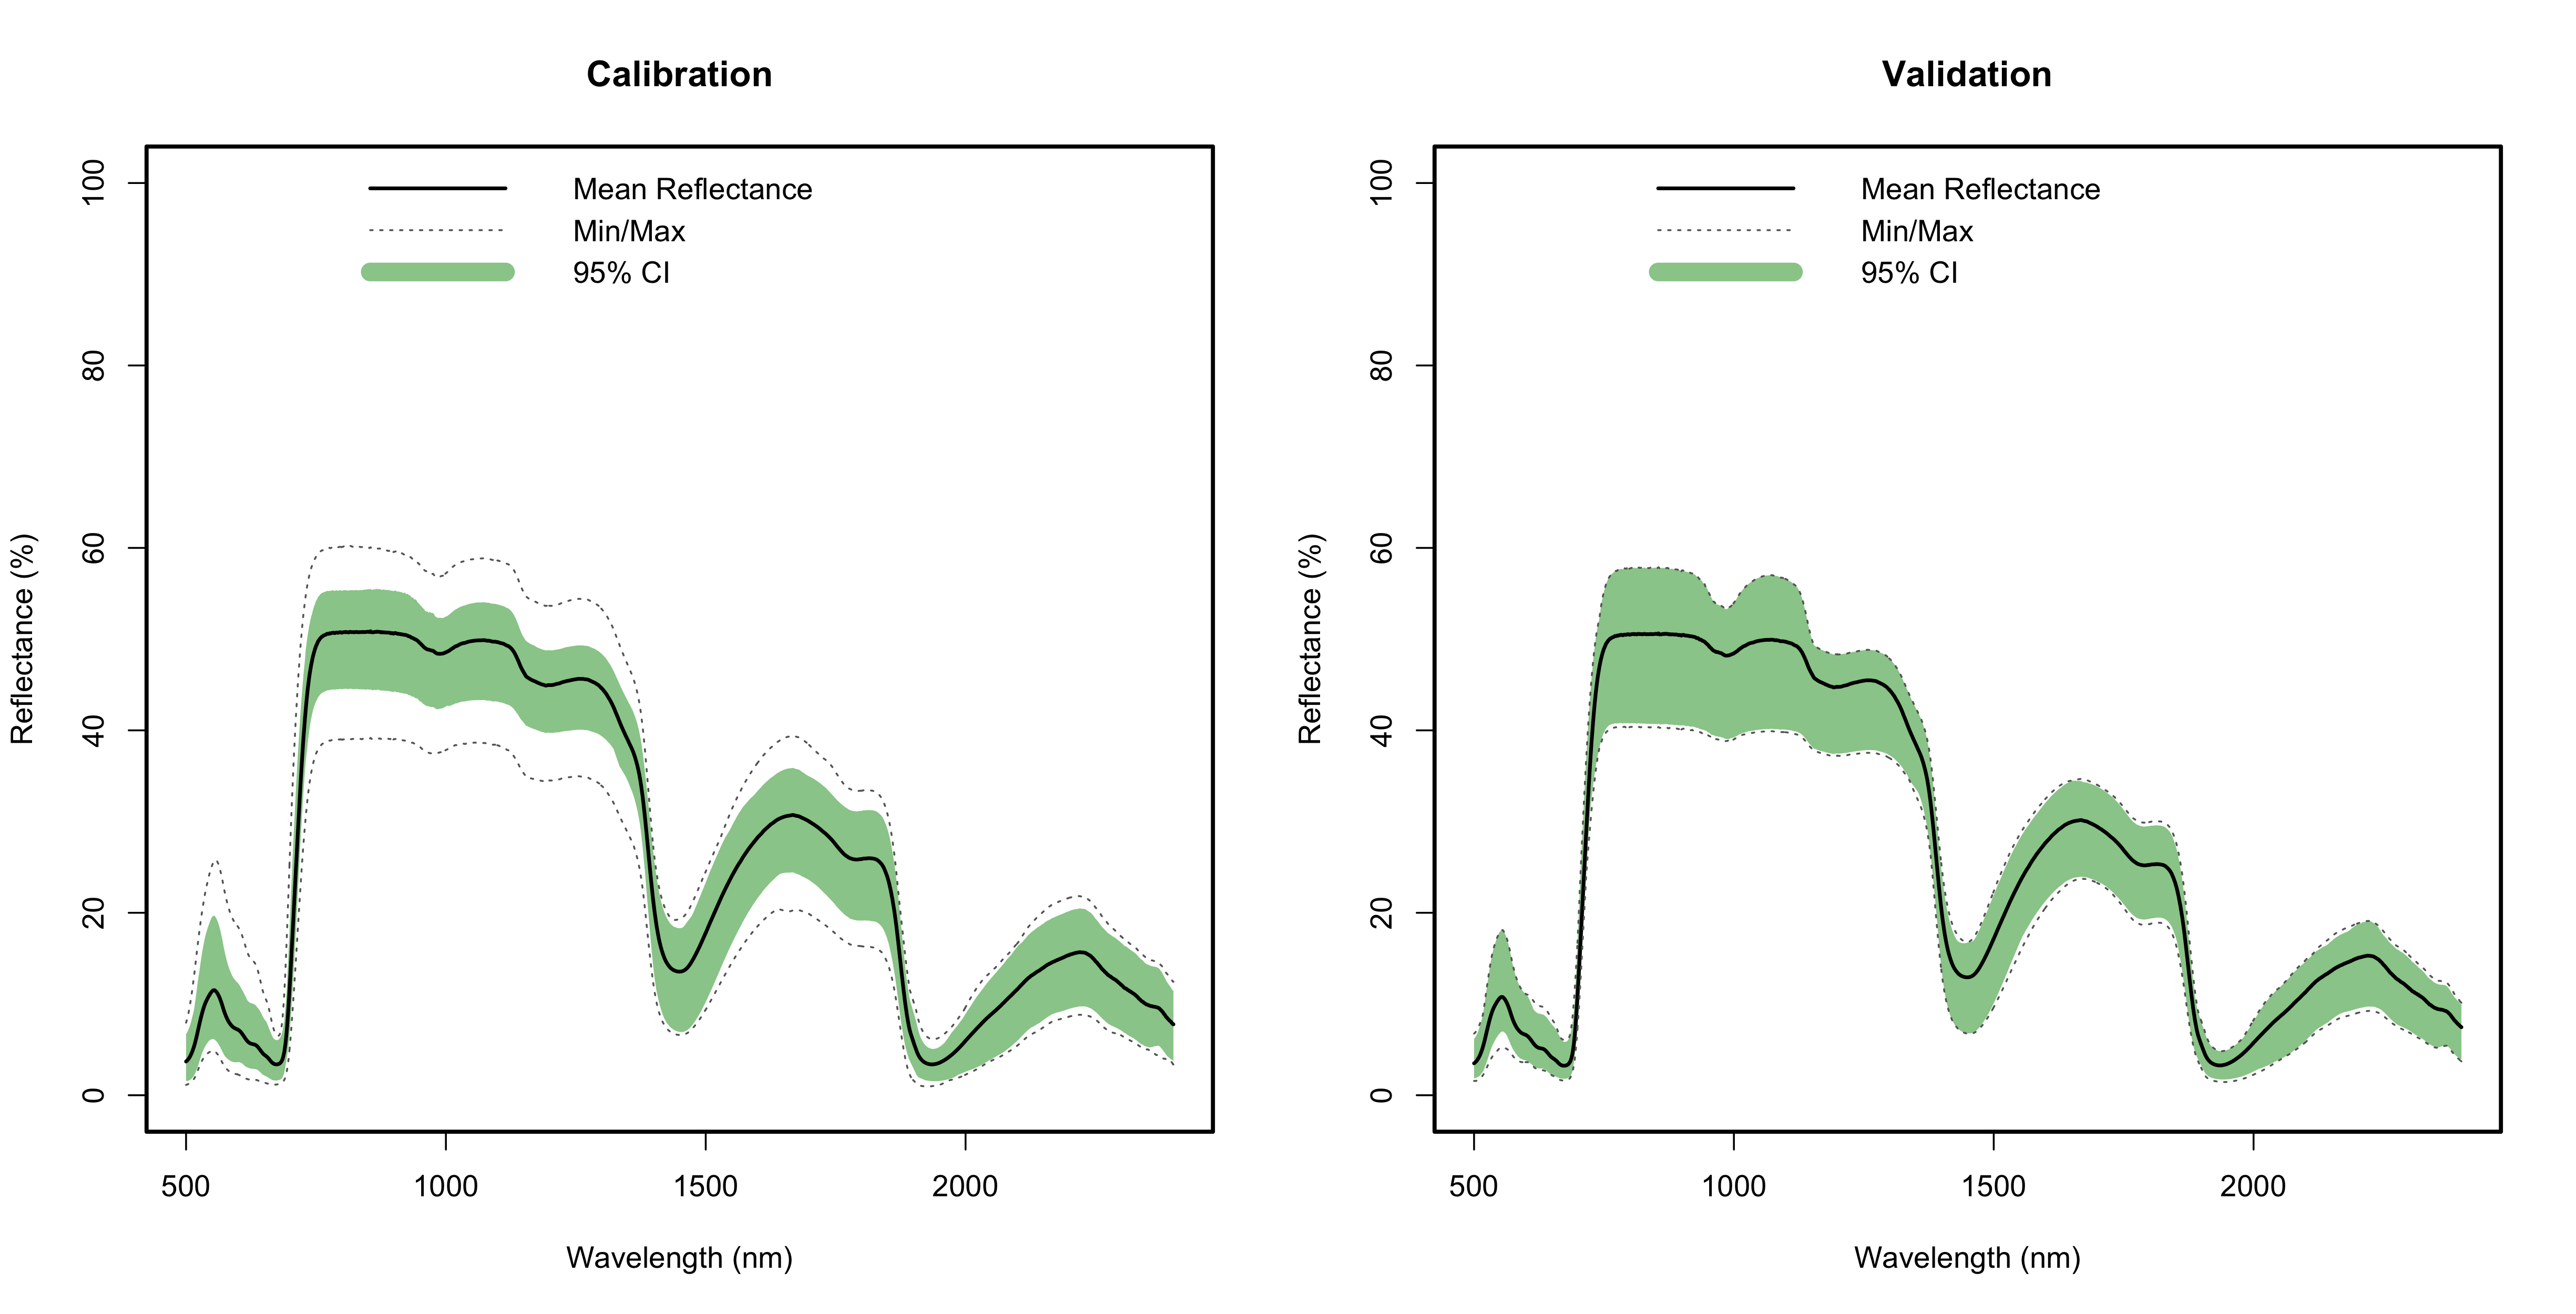 Calibration
Mean Reflectance
Min/Max
95% CI
Reflectance (%)
100
80
60
40
20
0
500 1000 1500 2000
Wavelength (nm)
Validation
Mean Reflectance
Min/Max
95% CI
Reflectance (%)
100
80
60
40
20
0
500 1000 1500 2000
Wavelength (nm)